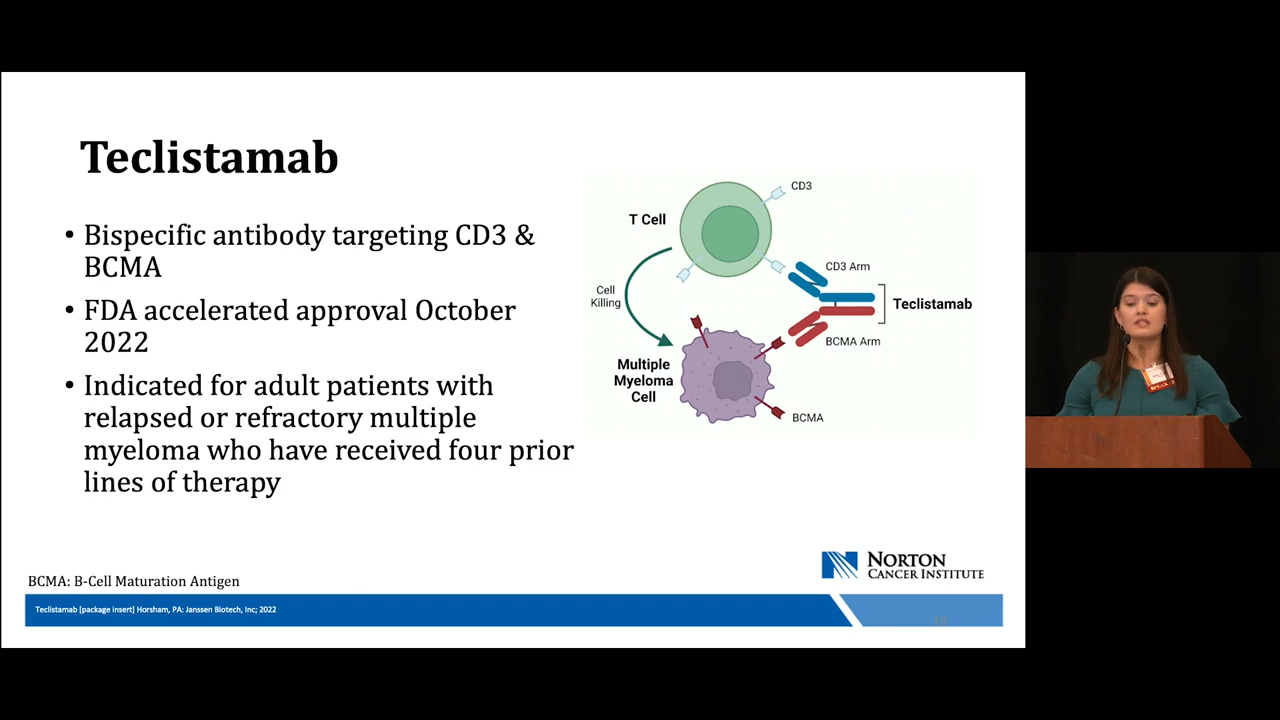 Teclistamab
• Bispecific antibody targeting CD3 &
BCMA
• FDA accelerated approval October
2022
• Indicated for adult patients with
relapsed or refractory multiple
myeloma who have received four prior
lines of therapy
CD3
T Cell
CD3 Arm
Cell
Killing
Teclistamab
BCMA Arm
Multiple
Myeloma
Cell
BCMA
NORTON
CANCER INSTITUTE
BCMA: B-Cell Maturation Antigen
Teclistamab [package insert] Horsham, PA: Janssen Biotech, Inc; 2022